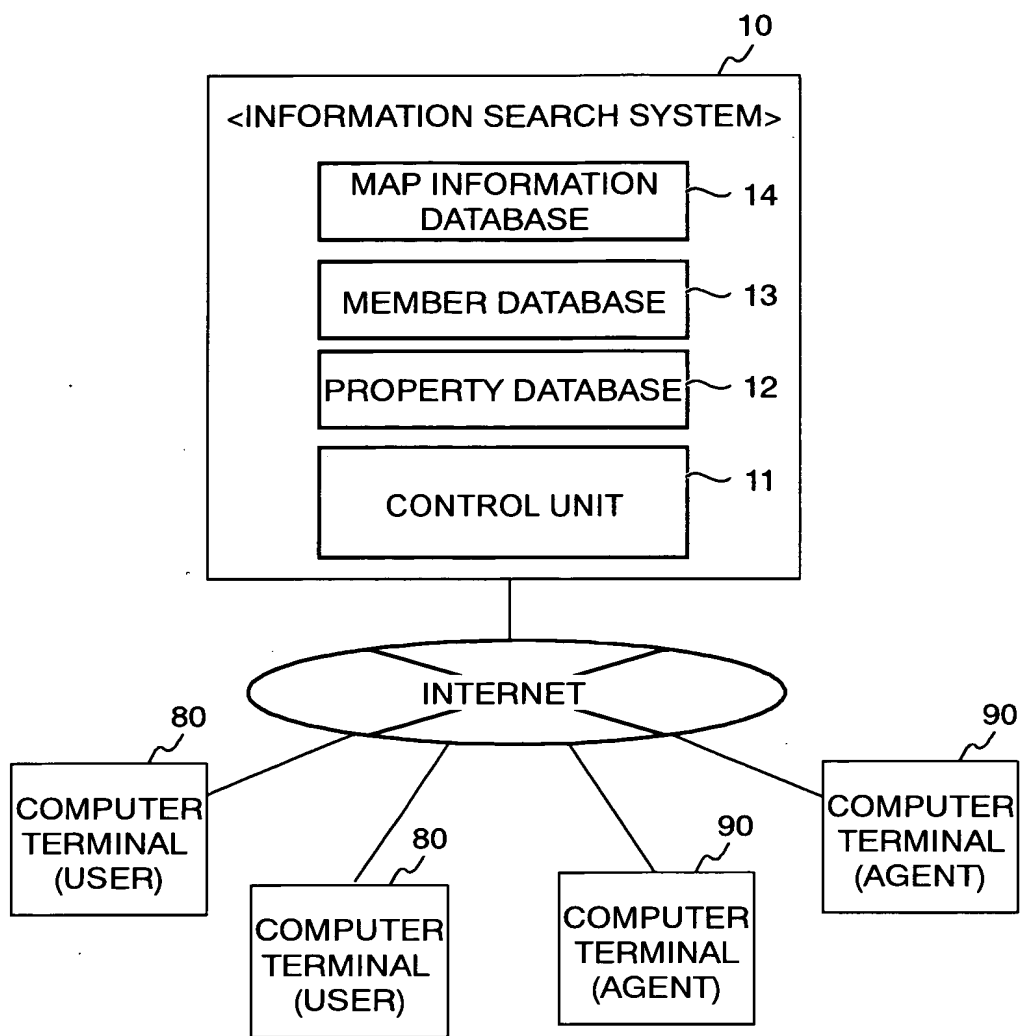 10
<INFORMATION SEARCH SYSTEM>
MAP INFORMATION
DATABASE
14
MEMBER DATABASE
13
PROPERTY DATABASE
12
CONTROL UNIT
11
INTERNET
80
COMPUTER
TERMINAL
(USER)
80
COMPUTER
TERMINAL
(USER)
90
COMPUTER
TERMINAL
(AGENT)
90
COMPUTER
TERMINAL
(AGENT)